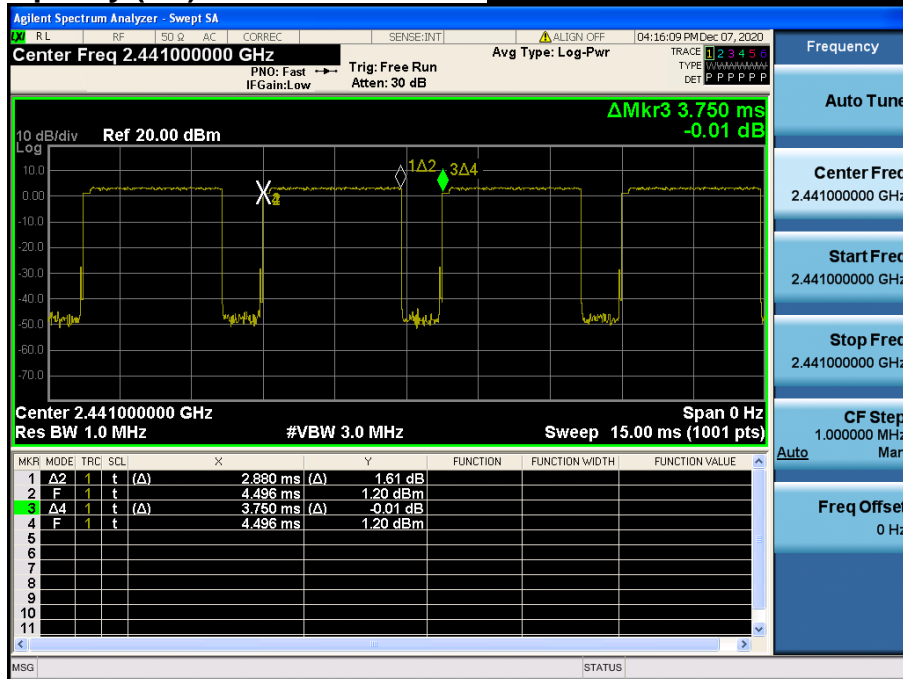 Agilent Spectrum Analyzer - Swept SA
LXI RL RF 50 Ω AC CORREC SENSE:INT ALIGN OFF 04:16:09 PM Dec 07, 2020
Center Freq 2.441000000 GHz
PNO: Fast
IFGain:Low
Trig: Free Run
Atten: 30 dB
Avg Type: Log-Pwr
TRACE 1 2 3 4 5 6
TYPE WWWWWW
DET P P P P P P
ΔMkr3 3.750 ms
-0.01 dB
10 dB/div Ref 20.00 dBm
Log
10.0
0.00
-10.0
-20.0
-30.0
-40.0
-50.0
-60.0
-70.0
1Δ2
3Δ4
Center 2.441000000 GHz Span 0 Hz
Res BW 1.0 MHz #VBW 3.0 MHz Sweep 15.00 ms (1001 pts)
MKR MODE TRC SCL X Y FUNCTION FUNCTION WIDTH FUNCTION VALUE
1 Δ2 1 t (Δ) 2.880 ms (Δ) 1.61 dB
2 F 1 t 4.496 ms 1.20 dBm
3 Δ4 1 t (Δ) 3.750 ms (Δ) -0.01 dB
4 F 1 t 4.496 ms 1.20 dBm
5
6
7
8
9
10
11
MSG STATUS
Frequency
Auto Tune
Center Freq
2.441000000 GHz
Start Freq
2.441000000 GHz
Stop Freq
2.441000000 GHz
CF Step
1.000000 MHz
Auto Man
Freq Offset
0 Hz